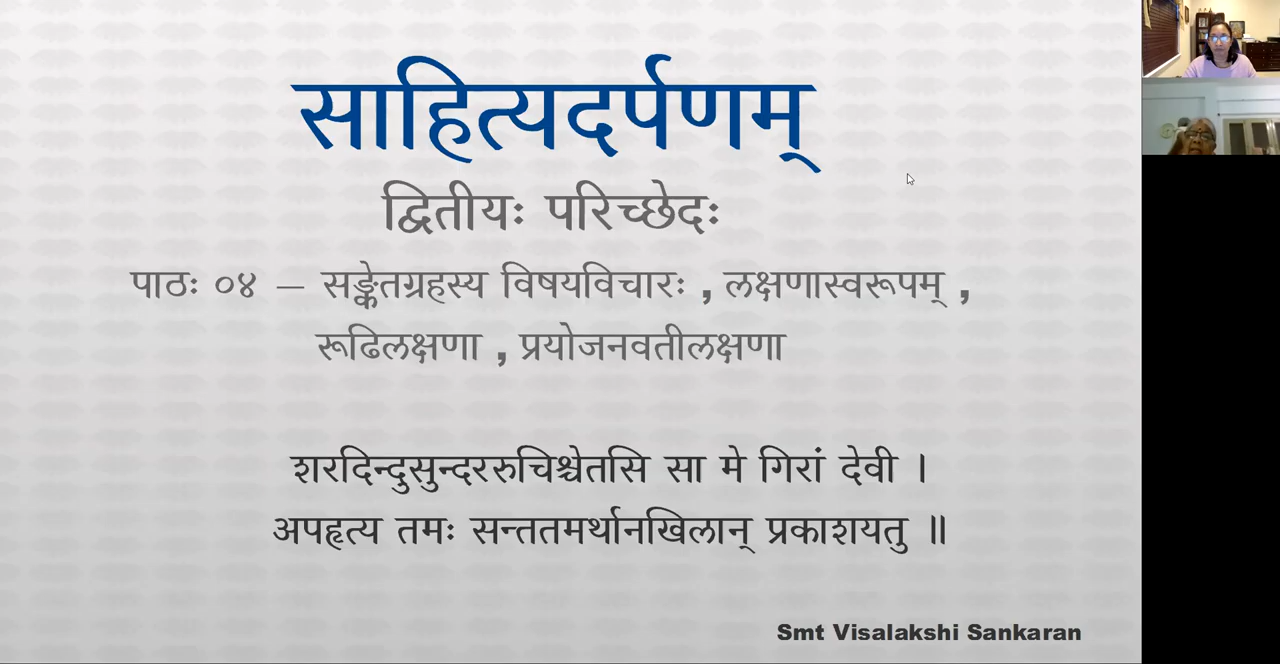 साहित्यदर्पणम्
द्वितीयः परिच्छेदः
पाठः ०४ – सङ्केतग्रहस्य विषयविचारः , लक्षणास्वरूपम् ,
रूढिलक्षणा , प्रयोजनवतीलक्षणा
शरदिन्दुसुन्दररुचिश्चेतसि सा मे गिरां देवी ।
अपहृत्य तमः सन्ततमर्थानखिलान् प्रकाशयतु ॥
Smt Visalakshi Sankaran